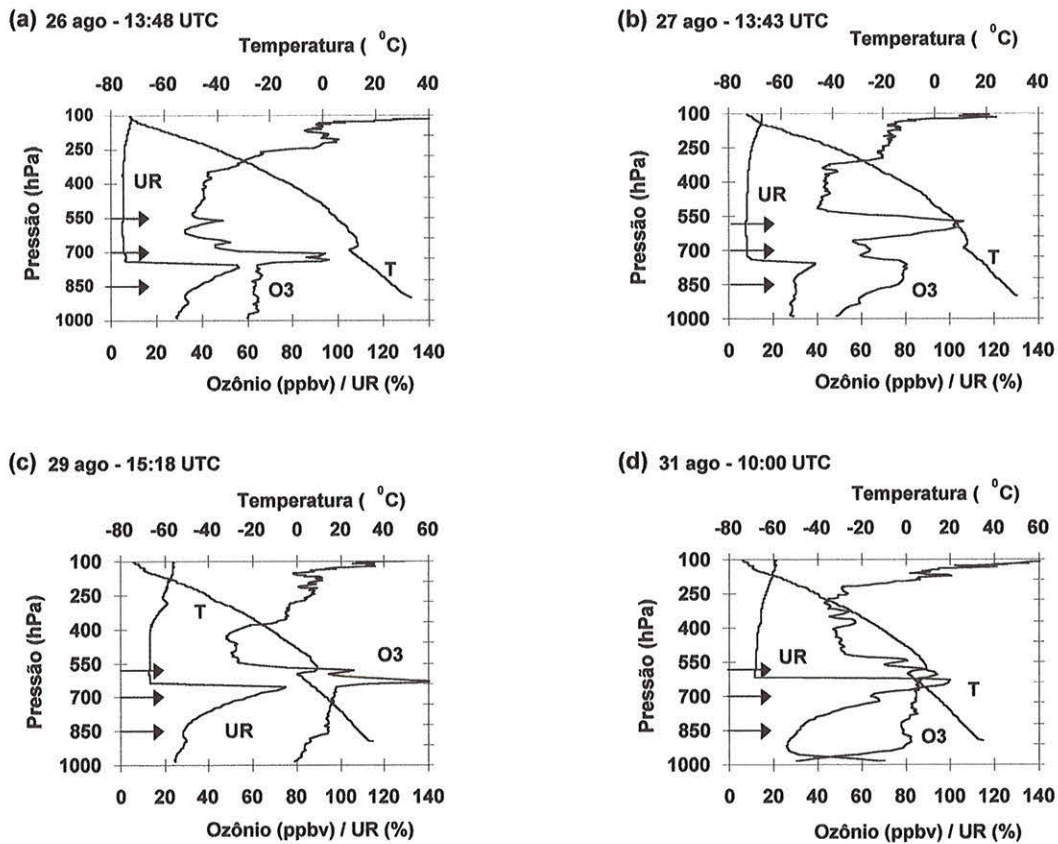 (a) 26 ago - 13:48 UTC
Temperatura ( ⁰C)
-80 -60 -40 -20 0 20 40
Pressão (hPa)
100
250
400
550
700
850
1000
UR
T
O3
0 20 40 60 80 100 120 140
Ozônio (ppbv) / UR (%)
(b) 27 ago - 13:43 UTC
Temperatura ( ⁰C)
-80 -60 -40 -20 0 20 40
Pressão (hPa)
100
250
400
550
700
850
1000
UR
T
O3
0 20 40 60 80 100 120 140
Ozônio (ppbv) / UR (%)
(c) 29 ago - 15:18 UTC
Temperatura ( ⁰C)
-80 -60 -40 -20 0 20 40 60
Pressão (hPa)
100
250
400
550
700
850
1000
T
O3
UR
0 20 40 60 80 100 120 140
Ozônio (ppbv) / UR (%)
(d) 31 ago - 10:00 UTC
Temperatura ( ⁰C)
-80 -60 -40 -20 0 20 40 60
Pressão (hPa)
100
250
400
550
700
850
1000
UR
T
O3
0 20 40 60 80 100 120 140
Ozônio (ppbv) / UR (%)